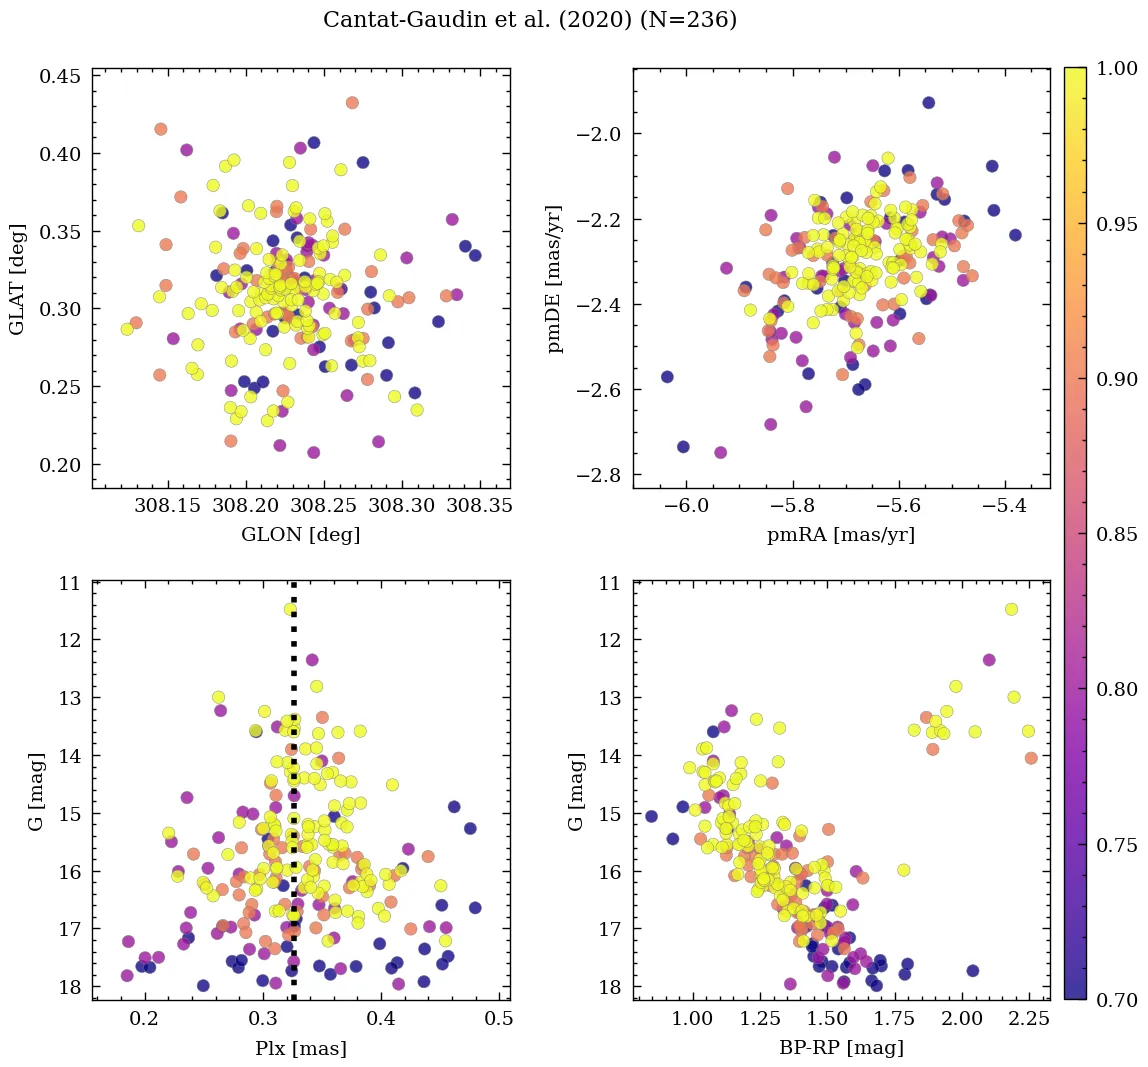 Cantat-Gaudin et al. (2020) (N=236)
0.45
0.40
0.35
0.30
0.25
0.20
GLAT [deg]
308.15 308.20 308.25 308.30 308.35
GLON [deg]
−2.0
−2.2
−2.4
−2.6
−2.8
pmDE [mas/yr]
−6.0 −5.8 −5.6 −5.4
pmRA [mas/yr]
11
12
13
14
15
16
17
18
G [mag]
0.2 0.3 0.4 0.5
Plx [mas]
11
12
13
14
15
16
17
18
G [mag]
1.00 1.25 1.50 1.75 2.00 2.25
BP-RP [mag]
1.00
0.95
0.90
0.85
0.80
0.75
0.70